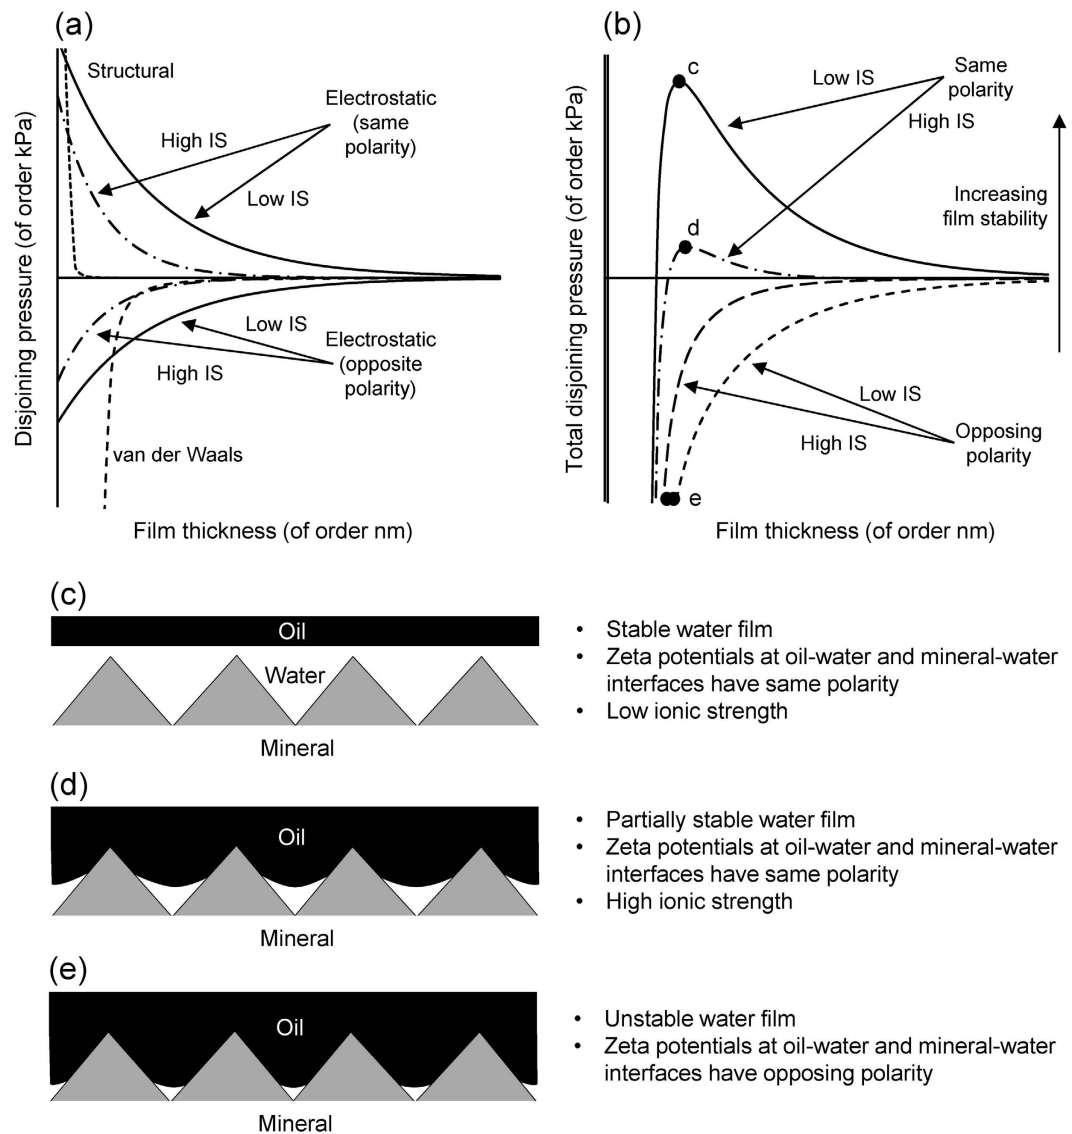 (a)
Disjoining pressure (of order kPa)
Structural
Electrostatic
(same
polarity)
High IS
Low IS
Low IS
Electrostatic
(opposite
polarity)
High IS
van der Waals
Film thickness (of order nm)
(b)
Total disjoining pressure (of order kPa)
c
Low IS
Same
polarity
High IS
d
Increasing
film stability
Low IS
High IS
Opposing
polarity
e
Film thickness (of order nm)
(c)
Oil
Water
Mineral
• Stable water film
• Zeta potentials at oil-water and mineral-water
interfaces have same polarity
• Low ionic strength
(d)
Oil
Mineral
• Partially stable water film
• Zeta potentials at oil-water and mineral-water
interfaces have same polarity
• High ionic strength
(e)
Oil
Mineral
• Unstable water film
• Zeta potentials at oil-water and mineral-water
interfaces have opposing polarity